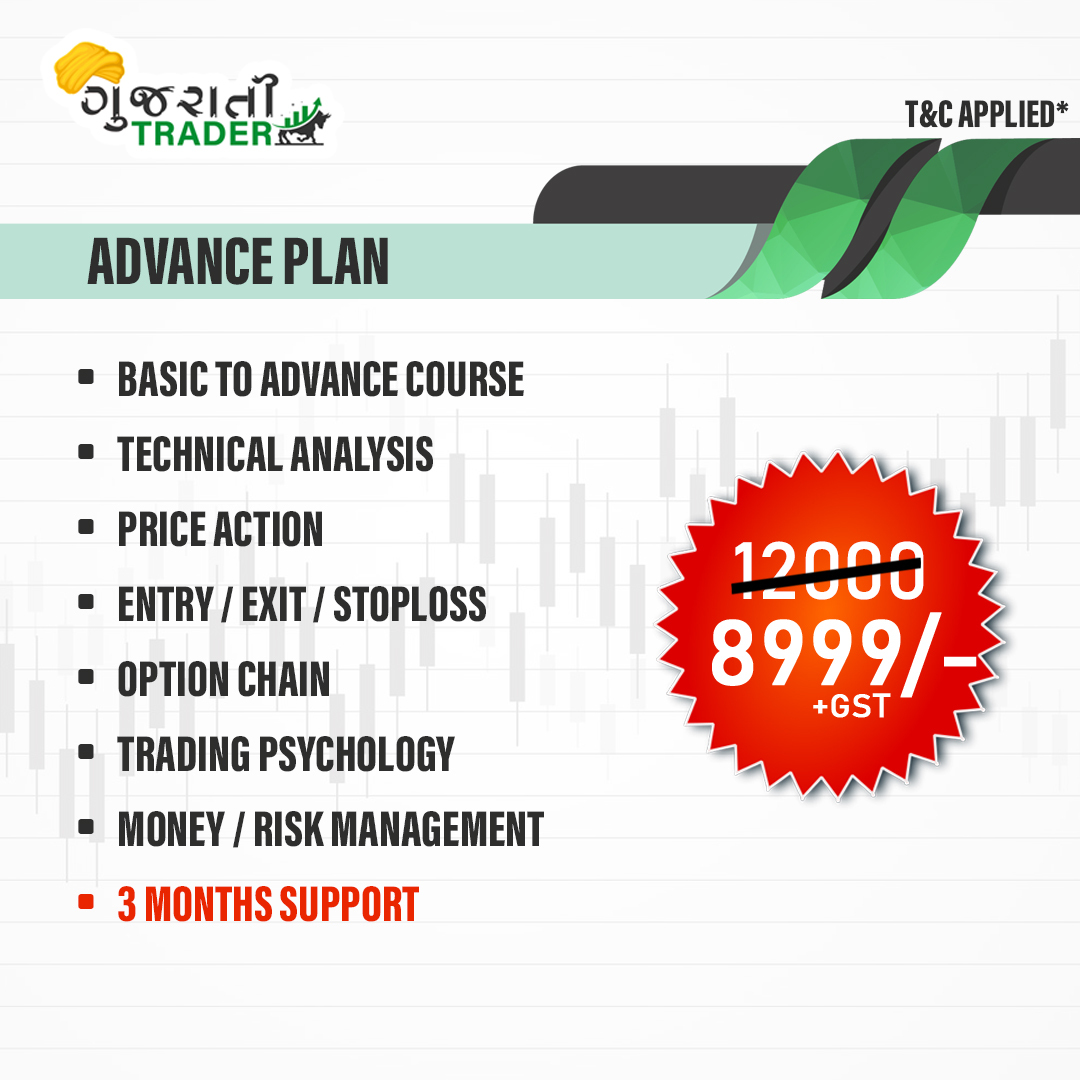 ગુજરાતી
TRADER
T&C APPLIED*
ADVANCE PLAN
BASIC TO ADVANCE COURSE
TECHNICAL ANALYSIS
PRICE ACTION
ENTRY / EXIT / STOPLOSS
OPTION CHAIN
TRADING PSYCHOLOGY
MONEY / RISK MANAGEMENT
3 MONTHS SUPPORT
12000
8999/-
+GST